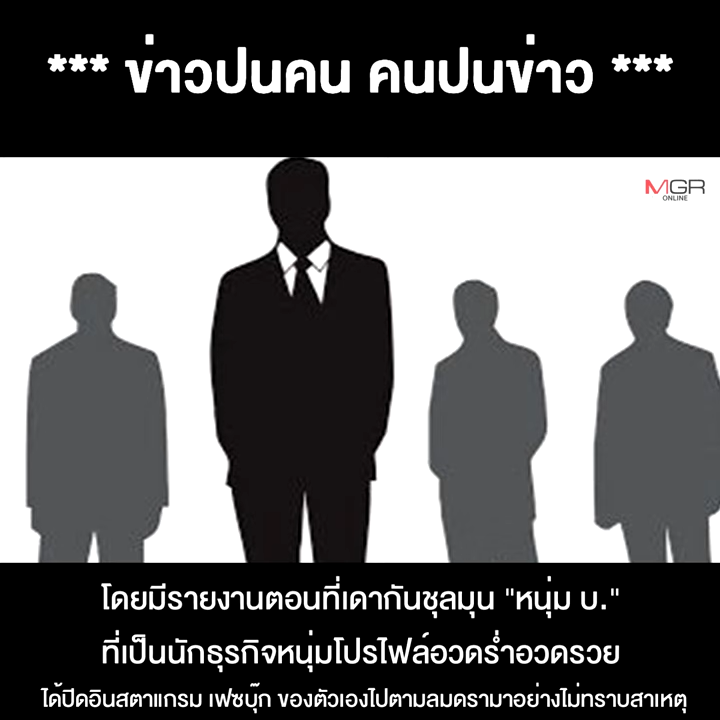 *** ข่าวปนคน คนปนข่าว ***
MGR
ONLINE
โดยมีรายงานตอนที่เดากันชุลมุน "หนุ่ม บ."
ที่เป็นนักธุรกิจหนุ่มโปรไฟล์อวดร่ำอวดรวย
ได้ปิดอินสตาแกรม เฟซบุ๊ก ของตัวเองไปตามลมดรามาอย่างไม่ทราบสาเหตุ